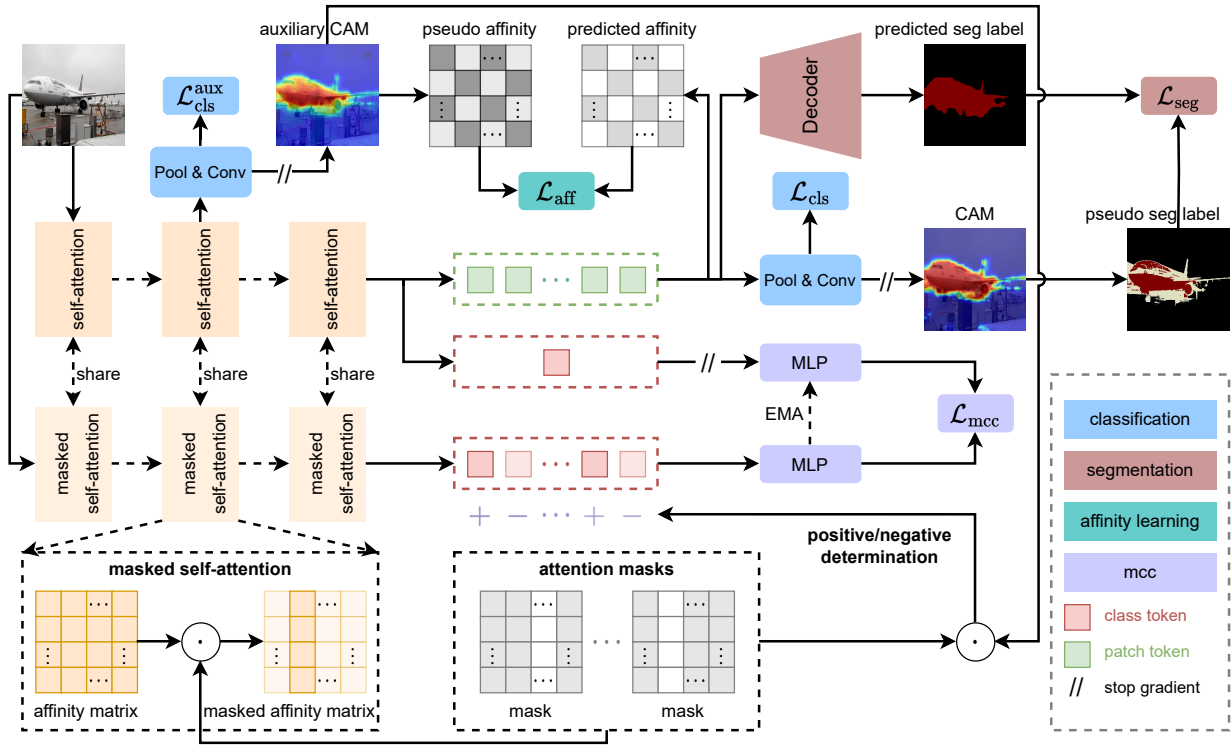 auxiliary CAM
pseudo affinity
predicted affinity
predicted seg label
ℒ_cls^aux
Pool & Conv
//
ℒ_aff
Decoder
ℒ_seg
ℒ_cls
CAM
pseudo seg label
self-attention
self-attention
self-attention
Pool & Conv
//
share
share
share
//
MLP
EMA
ℒ_mcc
masked
self-attention
masked
self-attention
masked
self-attention
MLP
+ − ··· + −
positive/negative
determination
masked self-attention
attention masks
affinity matrix
masked affinity matrix
mask
mask
classification
segmentation
affinity learning
mcc
class token
patch token
// stop gradient